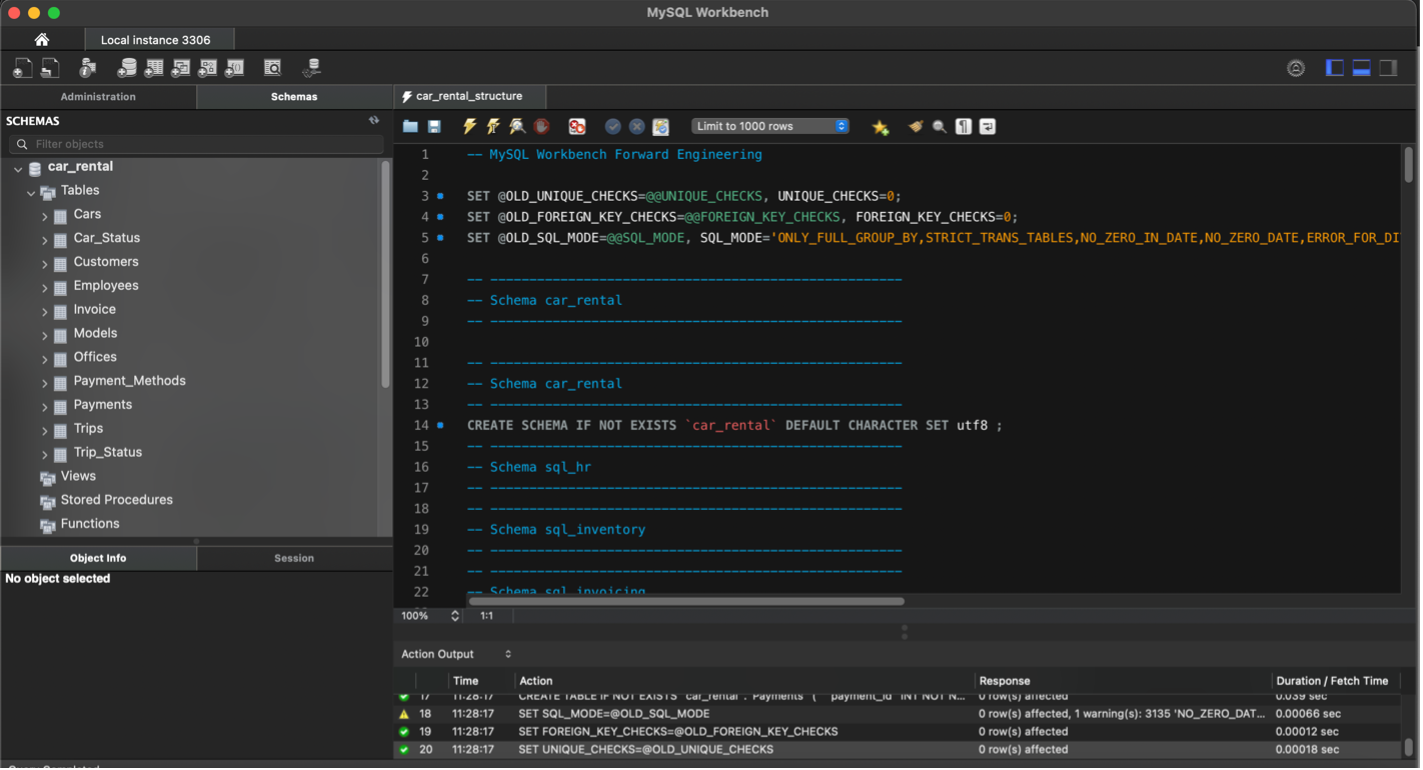 MySQL Workbench
Local instance 3306
Administration
Schemas
car_rental_structure
SCHEMAS
Filter objects
Limit to 1000 rows
car_rental
Tables
Cars
Car_Status
Customers
Employees
Invoice
Models
Offices
Payment_Methods
Payments
Trips
Trip_Status
Views
Stored Procedures
Functions
Object Info
Session
No object selected
1 -- MySQL Workbench Forward Engineering
2
3 SET @OLD_UNIQUE_CHECKS=@@UNIQUE_CHECKS, UNIQUE_CHECKS=0;
4 SET @OLD_FOREIGN_KEY_CHECKS=@@FOREIGN_KEY_CHECKS, FOREIGN_KEY_CHECKS=0;
5 SET @OLD_SQL_MODE=@@SQL_MODE, SQL_MODE='ONLY_FULL_GROUP_BY,STRICT_TRANS_TABLES,NO_ZERO_IN_DATE,NO_ZERO_DATE,ERROR_FOR_DI
6
7 -- -----------------------------------------------------
8 -- Schema car_rental
9 -- -----------------------------------------------------
10
11 -- -----------------------------------------------------
12 -- Schema car_rental
13 -- -----------------------------------------------------
14 CREATE SCHEMA IF NOT EXISTS `car_rental` DEFAULT CHARACTER SET utf8 ;
15 -- -----------------------------------------------------
16 -- Schema sql_hr
17 -- -----------------------------------------------------
18 -- -----------------------------------------------------
19 -- Schema sql_inventory
20 -- -----------------------------------------------------
21 -- -----------------------------------------------------
22 -- Schema sql_invoicing
100% 1:1
Action Output
Time Action Response Duration / Fetch Time
17 11:28:17 CREATE TABLE IF NOT EXISTS `car_rental`.`Payments` ( `payment_id` INT NOT N... 0 row(s) affected 0.039 sec
18 11:28:17 SET SQL_MODE=@OLD_SQL_MODE 0 row(s) affected, 1 warning(s): 3135 'NO_ZERO_DAT... 0.00066 sec
19 11:28:17 SET FOREIGN_KEY_CHECKS=@OLD_FOREIGN_KEY_CHECKS 0 row(s) affected 0.00012 sec
20 11:28:17 SET UNIQUE_CHECKS=@OLD_UNIQUE_CHECKS 0 row(s) affected 0.00018 sec
Query Completed